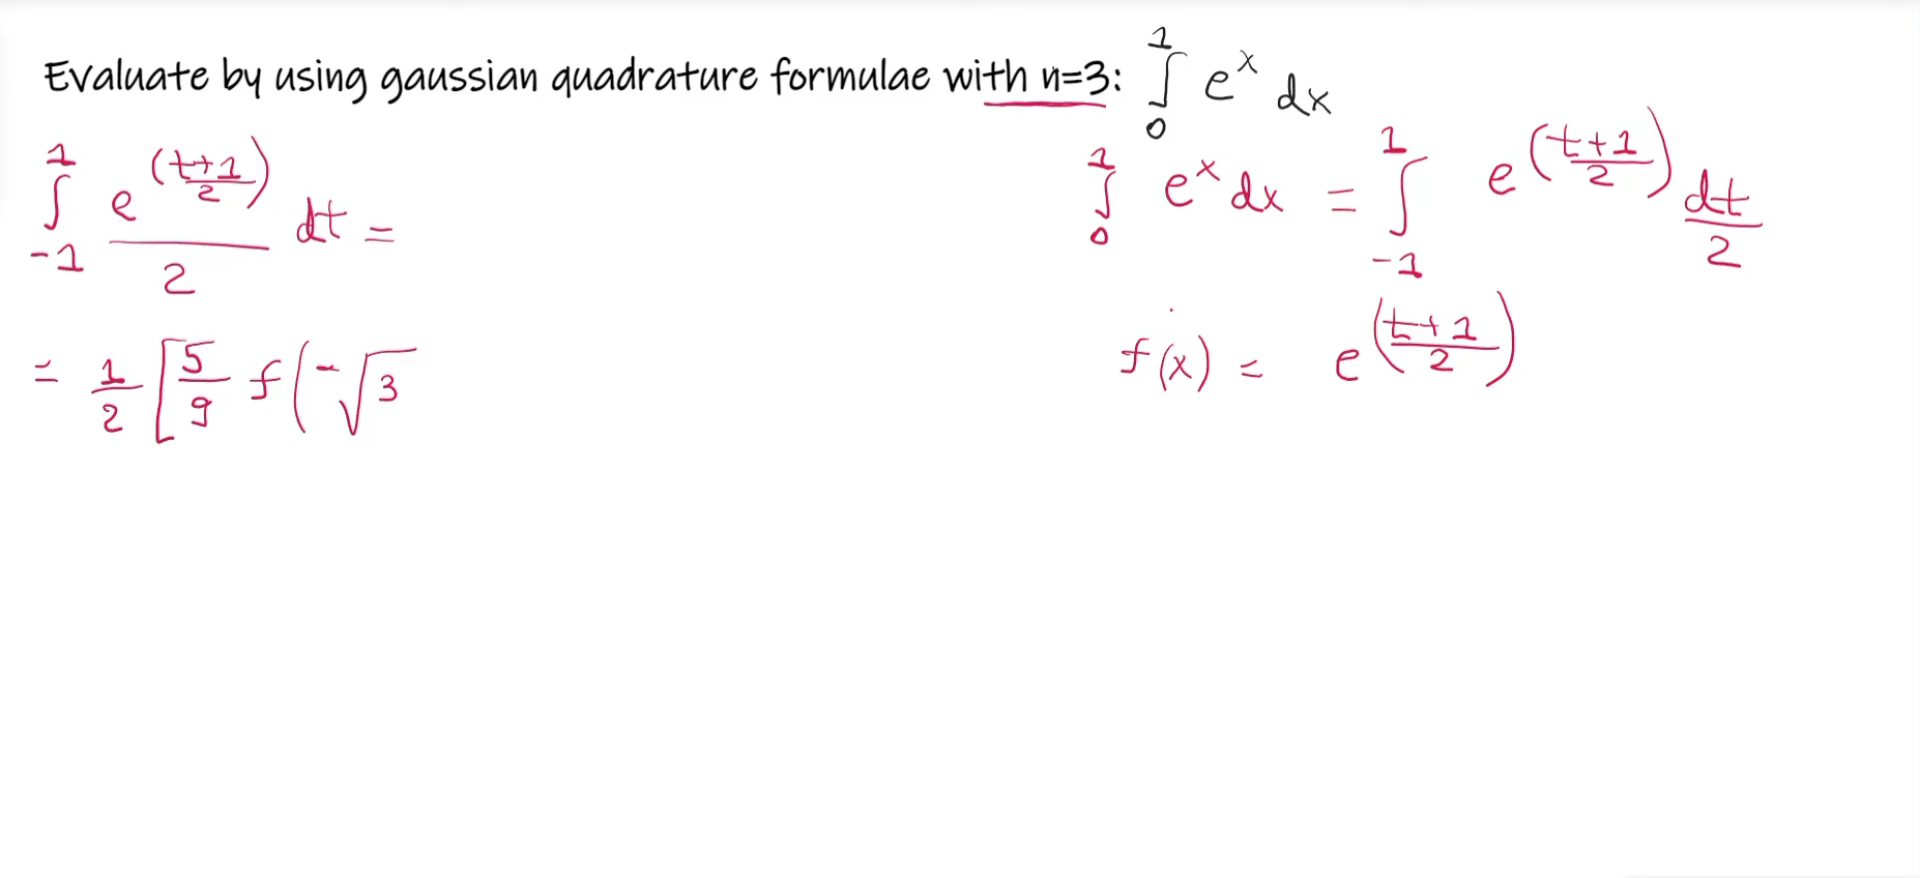 Evaluate by using gaussian quadrature formulae with n=3: ∫₀¹ eˣ dx
∫₋₁¹ e^((t+1)/2) / 2 dt =
∫₀¹ eˣ dx = ∫₋₁¹ e^((t+1)/2) dt/2
= 1/2 [5/9 f(-√3
f(x) = e^((t+1)/2)